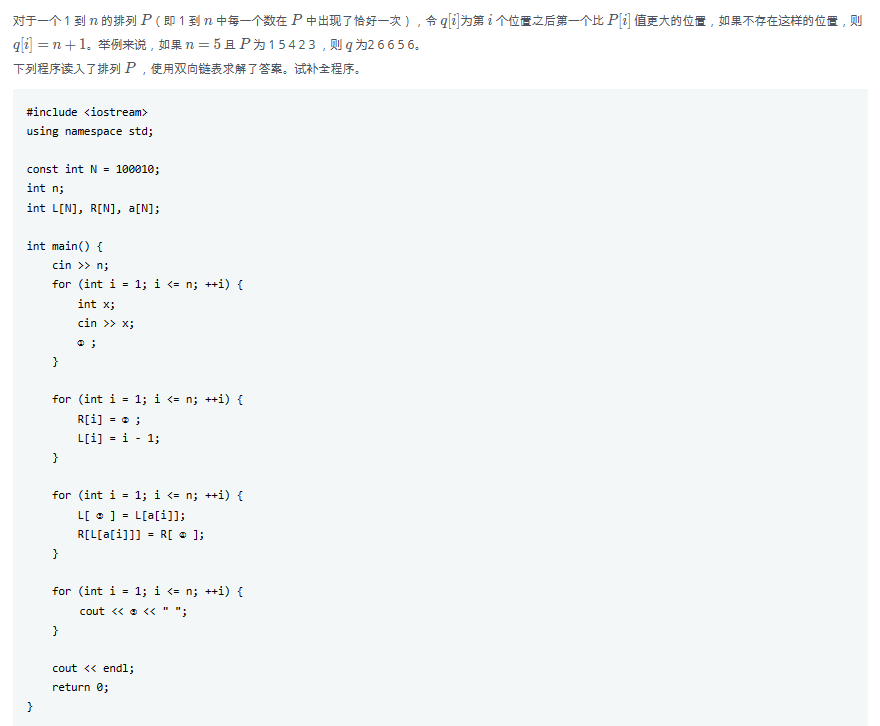 对于一个 1 到 n 的排列 P（即 1 到 n 中每一个数在 P 中出现了恰好一次），令 q[i]为第 i 个位置之后第一个比 P[i] 值更大的位置，如果不存在这样的位置，则
q[i] = n + 1。举例来说，如果 n = 5 且 P 为 1 5 4 2 3，则 q 为2 6 6 5 6。
下列程序读入了排列 P ，使用双向链表求解了答案。试补全程序。
#include <iostream>
using namespace std;
const int N = 100010;
int n;
int L[N], R[N], a[N];
int main() {
cin >> n;
for (int i = 1; i <= n; ++i) {
int x;
cin >> x;
① ;
}
for (int i = 1; i <= n; ++i) {
R[i] = ② ;
L[i] = i - 1;
}
for (int i = 1; i <= n; ++i) {
L[ ③ ] = L[a[i]];
R[L[a[i]]] = R[ ④ ];
}
for (int i = 1; i <= n; ++i) {
cout << ⑤ << " ";
}
cout << endl;
return 0;
}